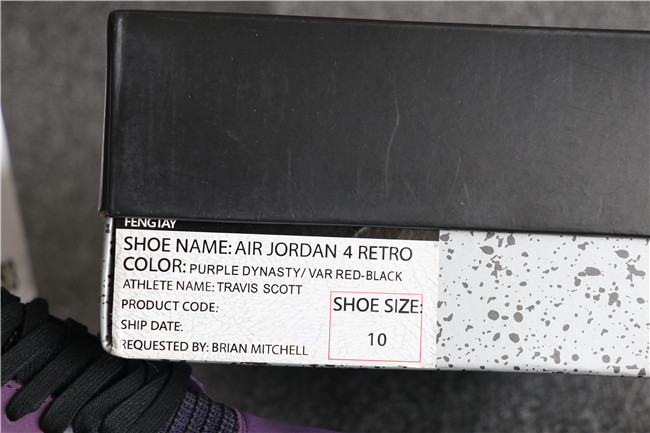 FENGTAY
SHOE NAME: AIR JORDAN 4 RETRO
COLOR: PURPLE DYNASTY/ VAR RED-BLACK
ATHLETE NAME: TRAVIS SCOTT
PRODUCT CODE:
SHIP DATE:
REQUESTED BY: BRIAN MITCHELL
SHOE SIZE:
10